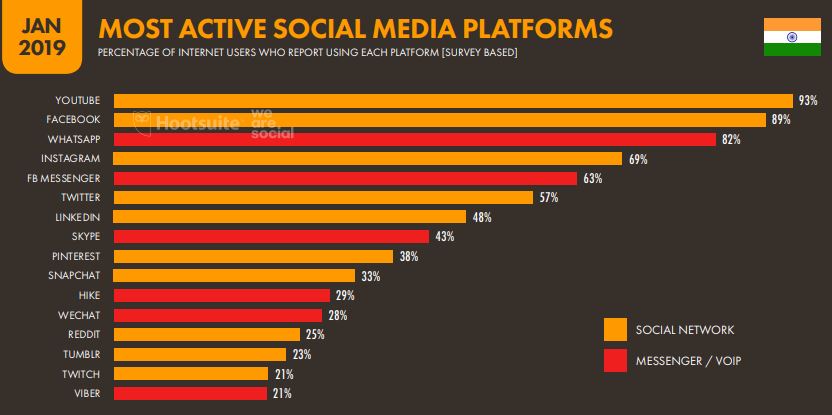 JAN
2019
MOST ACTIVE SOCIAL MEDIA PLATFORMS
PERCENTAGE OF INTERNET USERS WHO REPORT USING EACH PLATFORM [SURVEY BASED]
YOUTUBE 93%
FACEBOOK 89%
Hootsuite we are social
WHATSAPP 82%
INSTAGRAM 69%
FB MESSENGER 63%
TWITTER 57%
LINKEDIN 48%
SKYPE 43%
PINTEREST 38%
SNAPCHAT 33%
HIKE 29%
WECHAT 28%
REDDIT 25%
TUMBLR 23%
TWITCH 21%
VIBER 21%
SOCIAL NETWORK
MESSENGER / VOIP